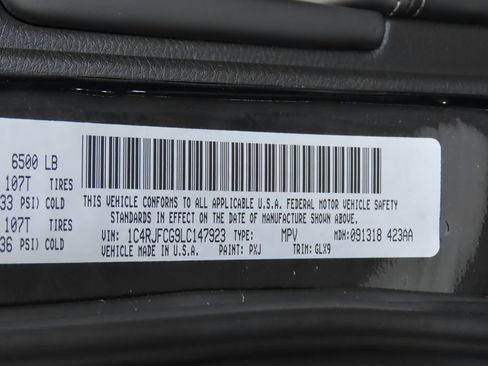 6500 LB
107T TIRES
33 PSI) COLD
107T TIRES
36 PSI) COLD
THIS VEHICLE CONFORMS TO ALL APPLICABLE U.S.A. FEDERAL MOTOR VEHICLE SAFETY
STANDARDS IN EFFECT ON THE DATE OF MANUFACTURE SHOWN ABOVE.
VIN: 1C4RJFCG9LC147923 TYPE: MPV MDH: 091318 423AA
VEHICLE MADE IN U.S.A. PAINT: PXJ TRIM: GLX9